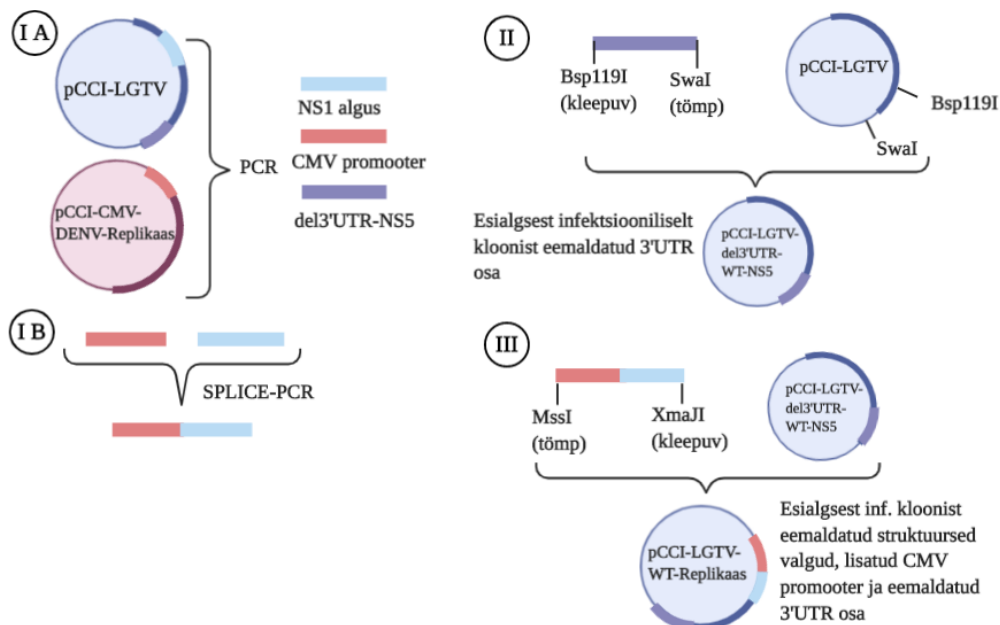 I A
pCCI-LGTV
pCCI-CMV-
DENV-Replikaas
PCR
NS1 algus
CMV promooter
del3'UTR-NS5
I B
SPLICE-PCR
II
Bsp119I
(kleepuv)
SwaI
(tömp)
pCCI-LGTV
Bsp119I
SwaI
Esialgsest infektsiooniliselt
kloonist eemaldatud 3'UTR
osa
pCCI-LGTV-
del3'UTR-
WT-NS5
III
MssI
(tömp)
XmaJI
(kleepuv)
pCCI-LGTV-
del3'UTR-
WT-NS5
pCCI-LGTV-
WT-Replikaas
Esialgsest inf. kloonist
eemaldatud struktuursed
valgud, lisatud CMV
promooter ja eemaldatud
3'UTR osa